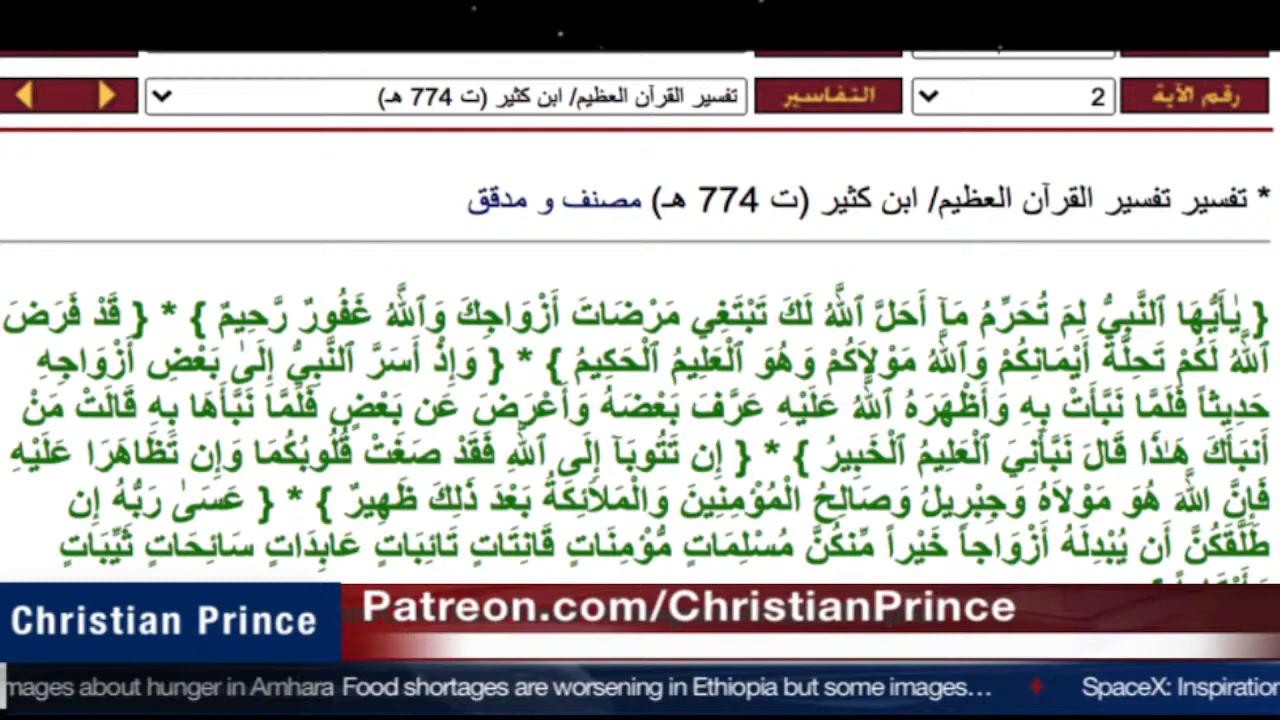 رقم الآية
2
التفاسير
تفسير القرآن العظيم/ ابن كثير (ت 774 هـ)
* تفسير تفسير القرآن العظيم/ ابن كثير (ت 774 هـ) مصنف و مدقق
{ يٰأَيُّهَا ٱلنَّبِيُّ لِمَ تُحَرِّمُ مَآ أَحَلَّ ٱللَّهُ لَكَ تَبْتَغِي مَرْضَاتَ أَزْوَاجِكَ وَٱللَّهُ غَفُورٌ رَّحِيمٌ } * { قَدْ فَرَضَ
ٱللَّهُ لَكُمْ تَحِلَّةَ أَيْمَانِكُمْ وَٱللَّهُ مَوْلاَكُمْ وَهُوَ ٱلْعَلِيمُ ٱلْحَكِيمُ } * { وَإِذْ أَسَرَّ ٱلنَّبِيُّ إِلَىٰ بَعْضِ أَزْوَاجِهِ
حَدِيثاً فَلَمَّا نَبَّأَتْ بِهِ وَأَظْهَرَهُ ٱللَّهُ عَلَيْهِ عَرَّفَ بَعْضَهُ وَأَعْرَضَ عَن بَعْضٍ فَلَمَّا نَبَّأَهَا بِهِ قَالَتْ مَنْ
أَنبَأَكَ هَـٰذَا قَالَ نَبَّأَنِيَ ٱلْعَلِيمُ ٱلْخَبِيرُ } * { إِن تَتُوبَآ إِلَى ٱللَّهِ فَقَدْ صَغَتْ قُلُوبُكُمَا وَإِن تَظَاهَرَا عَلَيْهِ
فَإِنَّ ٱللَّهَ هُوَ مَوْلاَهُ وَجِبْرِيلُ وَصَالِحُ ٱلْمُؤْمِنِينَ وَٱلْمَلاَئِكَةُ بَعْدَ ذَلِكَ ظَهِيرٌ } * { عَسَىٰ رَبُّهُ إِن
طَلَّقَكُنَّ أَن يُبْدِلَهُ أَزْوَاجاً خَيْراً مِّنكُنَّ مُسْلِمَاتٍ مُّؤْمِنَاتٍ قَانِتَاتٍ تَائِبَاتٍ عَابِدَاتٍ سَائِحَاتٍ ثَيِّبَاتٍ
Christian Prince
Patreon.com/ChristianPrince
mages about hunger in Amhara Food shortages are worsening in Ethiopia but some images… SpaceX: Inspiration